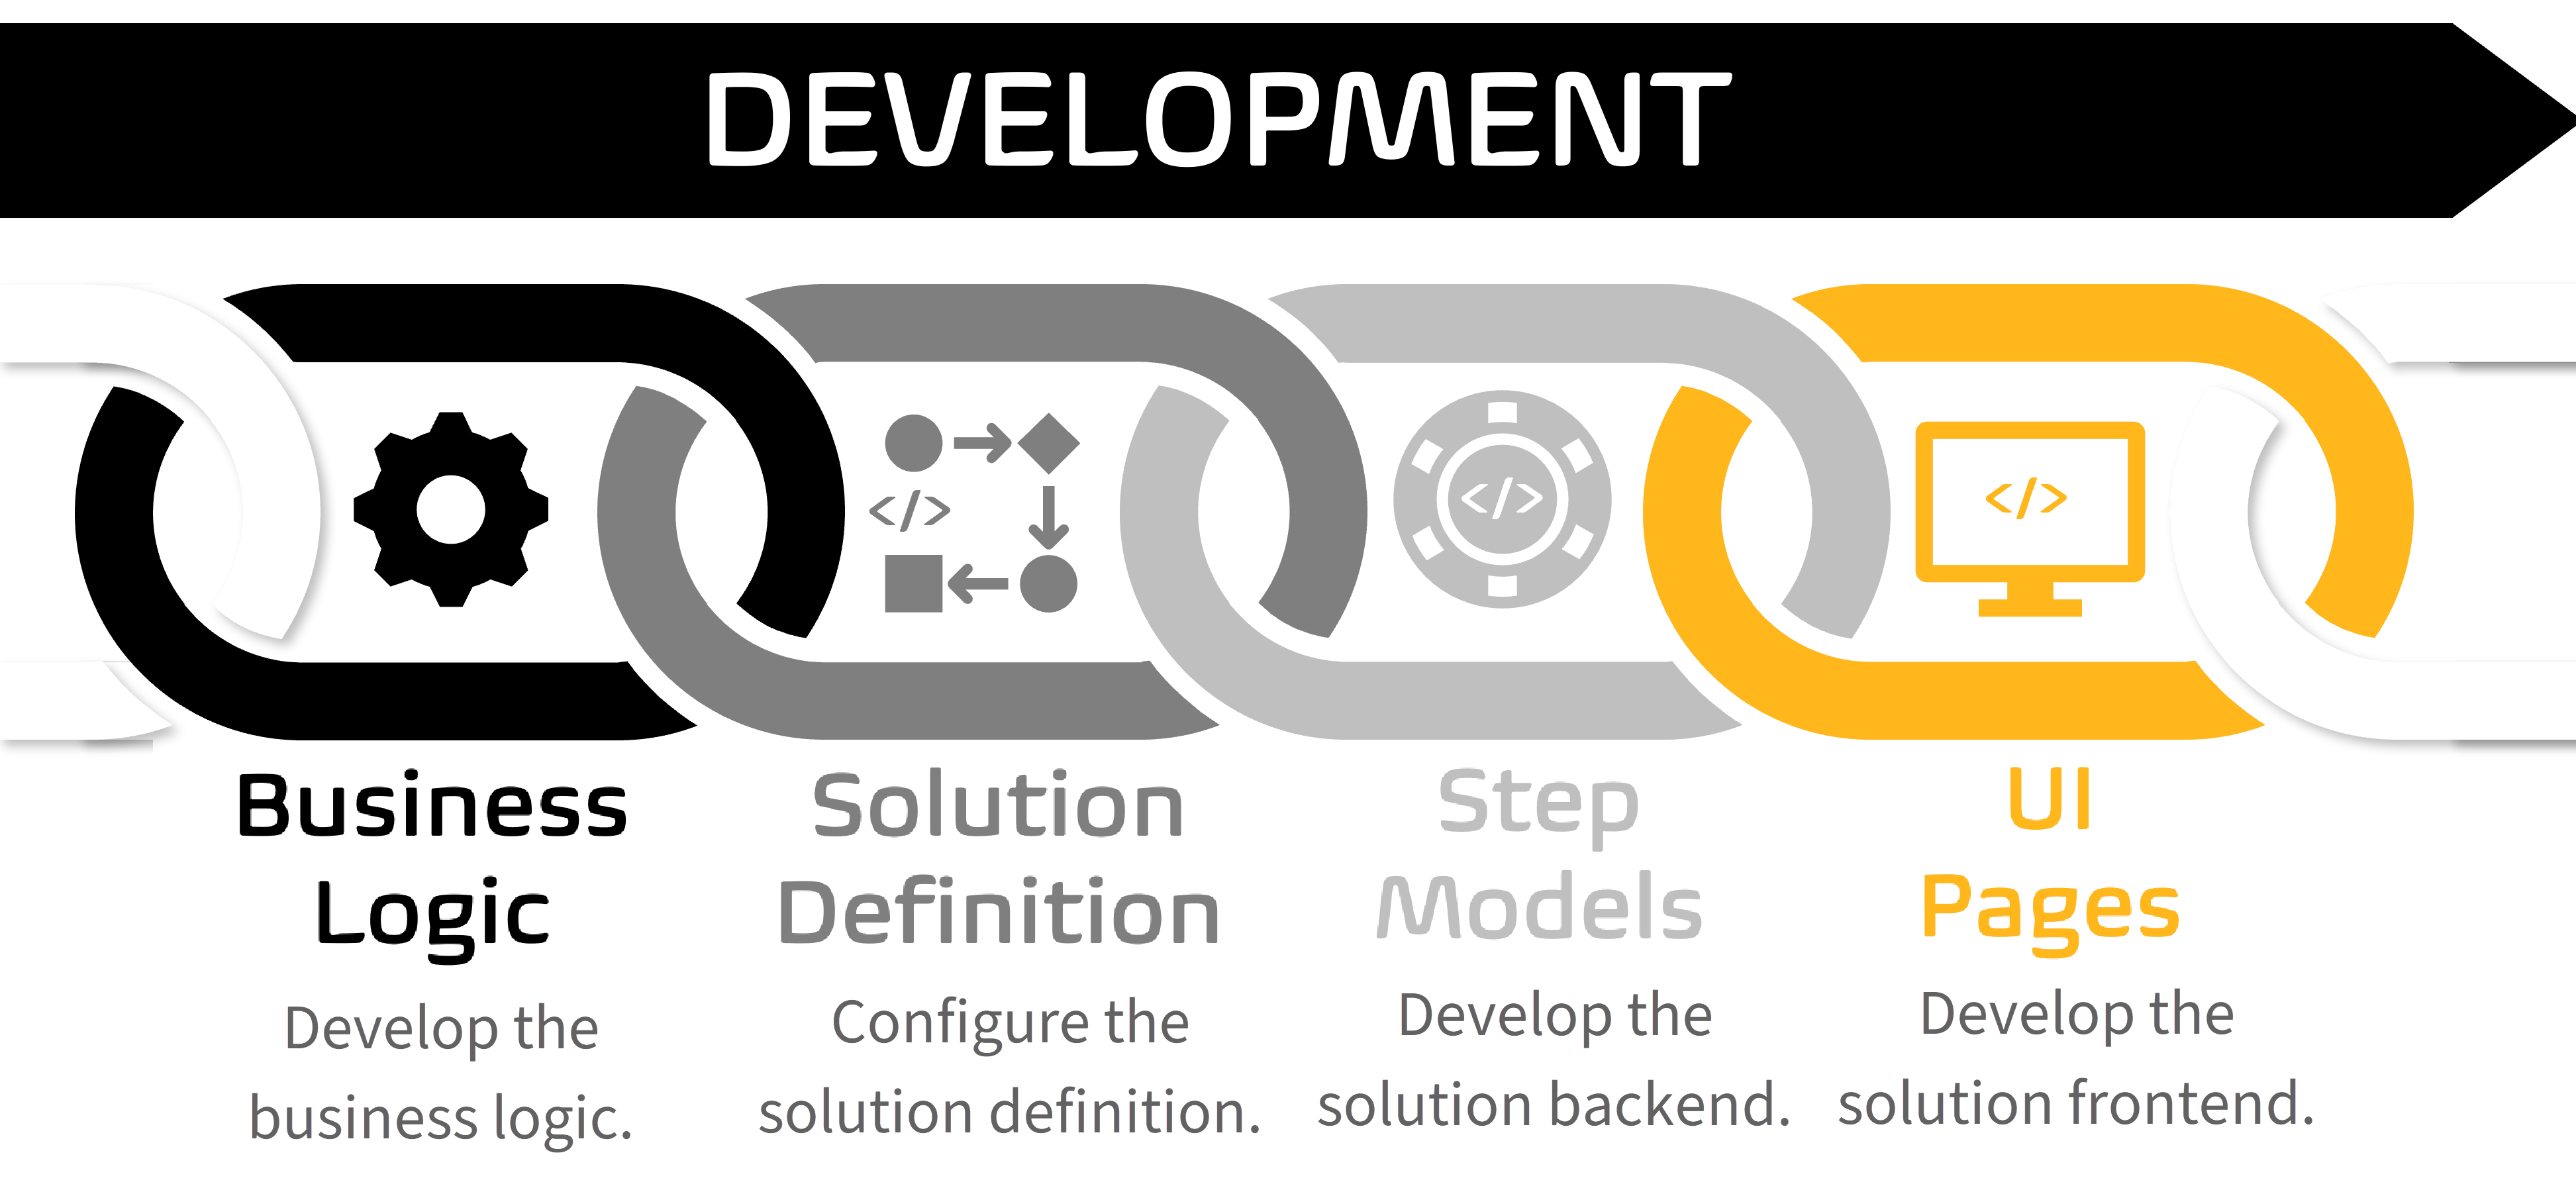 DEVELOPMENT
</>
</>
</>
Business
Logic
Develop the
business logic.
Solution
Definition
Configure the
solution definition.
Step
Models
Develop the
solution backend.
UI
Pages
Develop the
solution frontend.